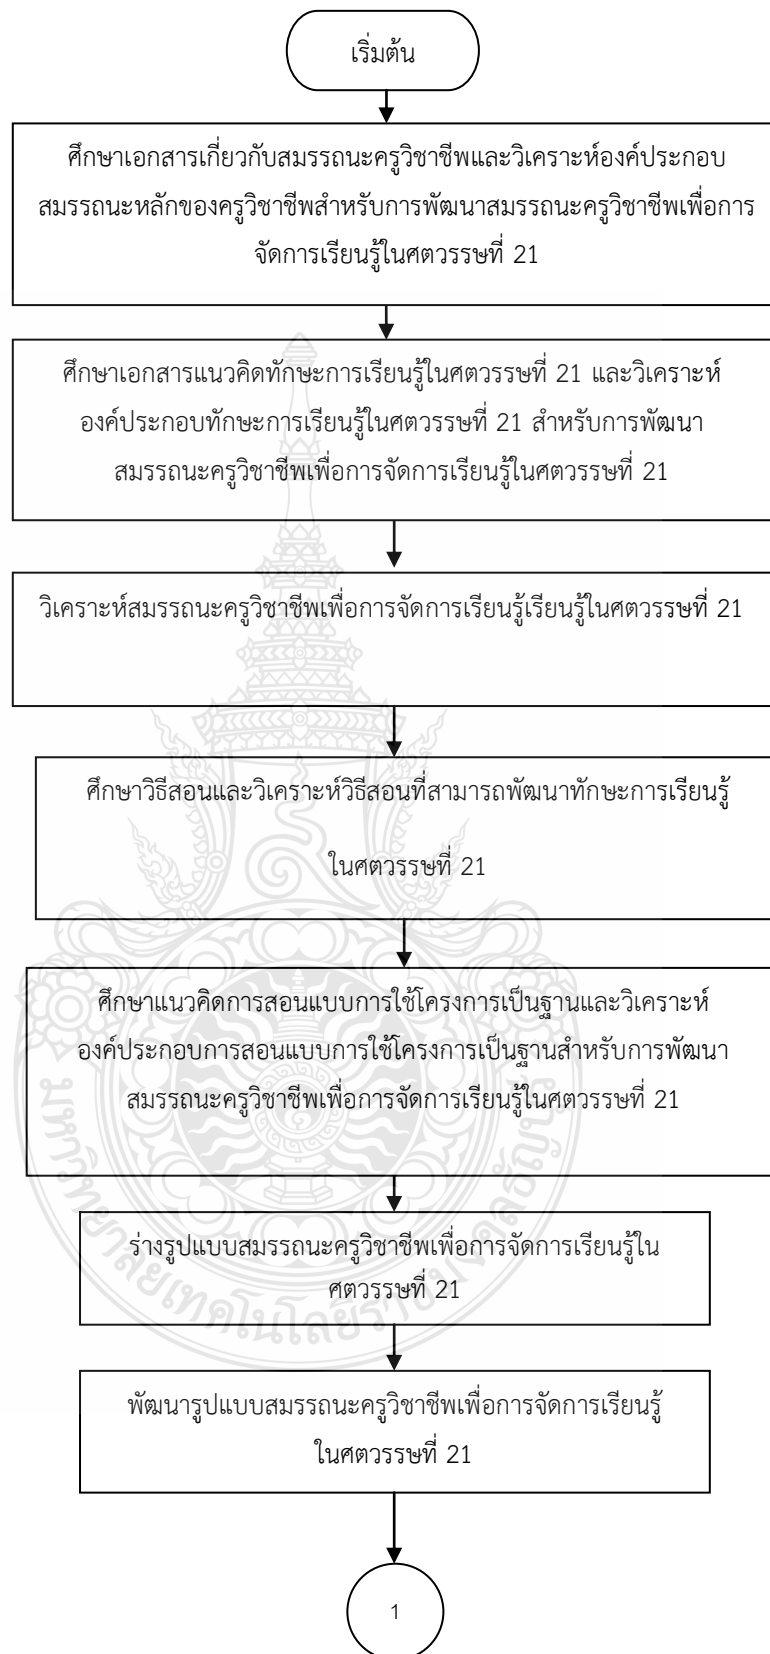 เริ่มต้น
ศึกษาเอกสารเกี่ยวกับสมรรถนะครูวิชาชีพและวิเคราะห์องค์ประกอบ
สมรรถนะหลักของครูวิชาชีพสำหรับการพัฒนาสมรรถนะครูวิชาชีพเพื่อการ
จัดการเรียนรู้ในศตวรรษที่ 21
ศึกษาเอกสารแนวคิดทักษะการเรียนรู้ในศตวรรษที่ 21 และวิเคราะห์
องค์ประกอบทักษะการเรียนรู้ในศตวรรษที่ 21 สำหรับการพัฒนา
สมรรถนะครูวิชาชีพเพื่อการจัดการเรียนรู้ในศตวรรษที่ 21
วิเคราะห์สมรรถนะครูวิชาชีพเพื่อการจัดการเรียนรู้เรียนรู้ในศตวรรษที่ 21
ศึกษาวิธีสอนและวิเคราะห์วิธีสอนที่สามารถพัฒนาทักษะการเรียนรู้
ในศตวรรษที่ 21
ศึกษาแนวคิดการสอนแบบการใช้โครงการเป็นฐานและวิเคราะห์
องค์ประกอบการสอนแบบการใช้โครงการเป็นฐานสำหรับการพัฒนา
สมรรถนะครูวิชาชีพเพื่อการจัดการเรียนรู้ในศตวรรษที่ 21
ร่างรูปแบบสมรรถนะครูวิชาชีพเพื่อการจัดการเรียนรู้ใน
ศตวรรษที่ 21
พัฒนารูปแบบสมรรถนะครูวิชาชีพเพื่อการจัดการเรียนรู้
ในศตวรรษที่ 21
1
มหาวิทยาลัยเทคโนโลยีราชมงคลธัญบุรี